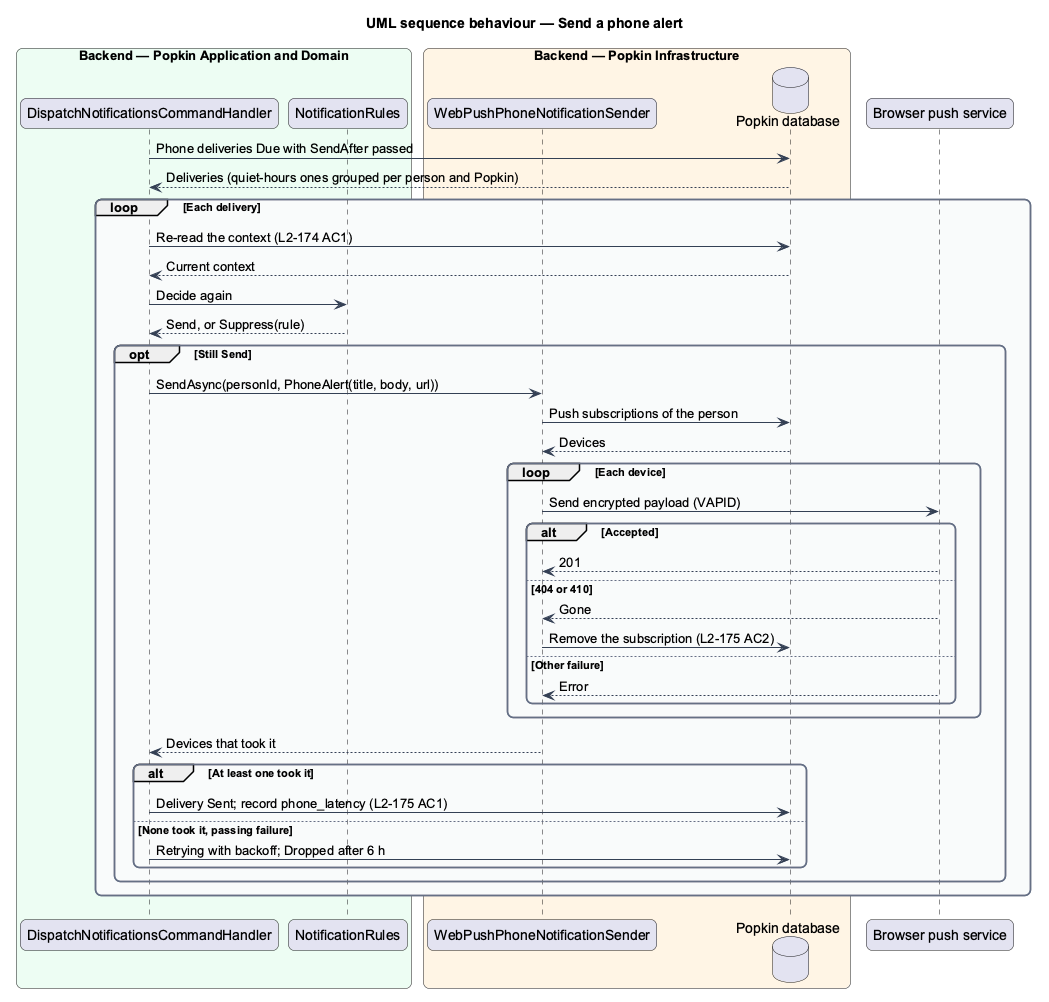 UML sequence behaviour — Send a phone alert
Backend — Popkin Application and Domain
Backend — Popkin Infrastructure
DispatchNotificationsCommandHandler
NotificationRules
WebPushPhoneNotificationSender
Popkin database
Browser push service
Phone deliveries Due with SendAfter passed
Deliveries (quiet-hours ones grouped per person and Popkin)
loop
[Each delivery]
Re-read the context (L2-174 AC1)
Current context
Decide again
Send, or Suppress(rule)
opt
[Still Send]
SendAsync(personId, PhoneAlert(title, body, url))
Push subscriptions of the person
Devices
loop
[Each device]
Send encrypted payload (VAPID)
alt
[Accepted]
201
[404 or 410]
Gone
Remove the subscription (L2-175 AC2)
[Other failure]
Error
Devices that took it
alt
[At least one took it]
Delivery Sent; record phone_latency (L2-175 AC1)
[None took it, passing failure]
Retrying with backoff; Dropped after 6 h
DispatchNotificationsCommandHandler
NotificationRules
WebPushPhoneNotificationSender
Popkin database
Browser push service